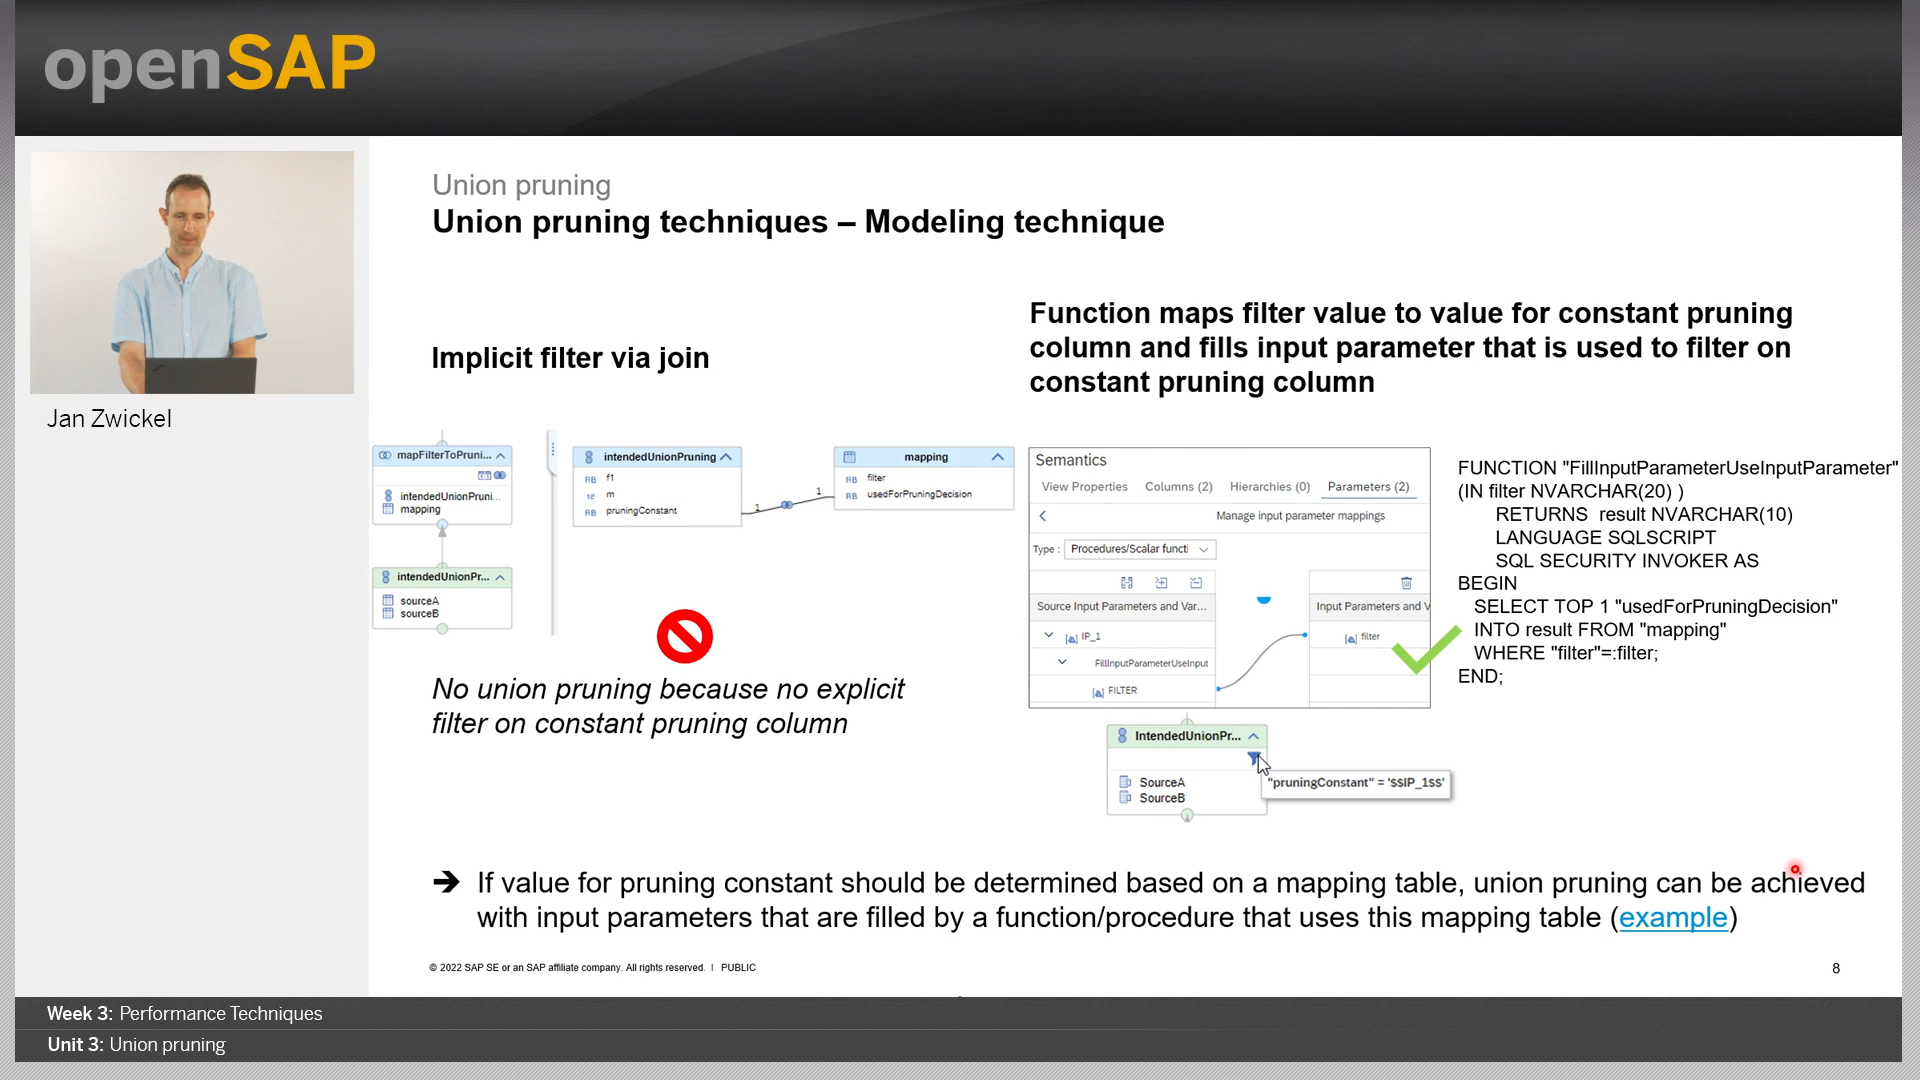 openSAP
Jan Zwickel
Union pruning
Union pruning techniques – Modeling technique
Implicit filter via join
mapFilterToPruni...
intendedUnionPruni...
mapping
intendedUnionPr...
sourceA
sourceB
intendedUnionPruning
f1
m
pruningConstant
1
1
mapping
filter
usedForPruningDecision
No union pruning because no explicit
filter on constant pruning column
Function maps filter value to value for constant pruning
column and fills input parameter that is used to filter on
constant pruning column
Semantics
View Properties Columns (2) Hierarchies (0) Parameters (2)
Manage input parameter mappings
Type : Procedures/Scalar functi
Source Input Parameters and Var...
Input Parameters and V
IP_1
FillInputParameterUseInput
FILTER
filter
FUNCTION "FillInputParameterUseInputParameter"
(IN filter NVARCHAR(20) )
RETURNS result NVARCHAR(10)
LANGUAGE SQLSCRIPT
SQL SECURITY INVOKER AS
BEGIN
SELECT TOP 1 "usedForPruningDecision"
INTO result FROM "mapping"
WHERE "filter"=:filter;
END;
IntendedUnionPr...
SourceA
SourceB
"pruningConstant" = '$$IP_1$$'
➔ If value for pruning constant should be determined based on a mapping table, union pruning can be achieved
with input parameters that are filled by a function/procedure that uses this mapping table (example)
© 2022 SAP SE or an SAP affiliate company. All rights reserved. I PUBLIC
8
Week 3: Performance Techniques
Unit 3: Union pruning